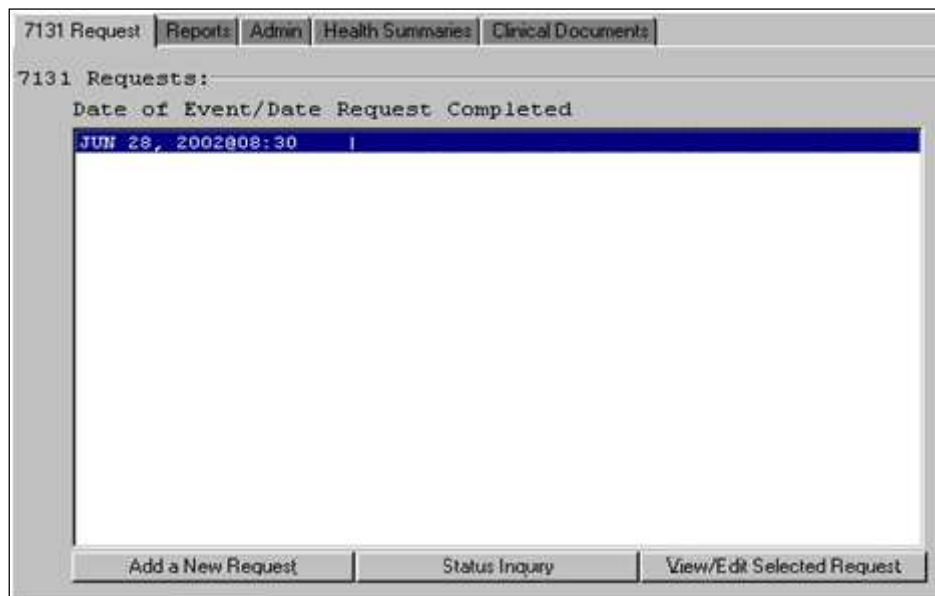 7131 Request Reports Admin Health Summaries Clinical Documents
7131 Requests:
Date of Event/Date Request Completed
JUN 28, 2002@08:30 |
Add a New Request Status Inquiry View/Edit Selected Request